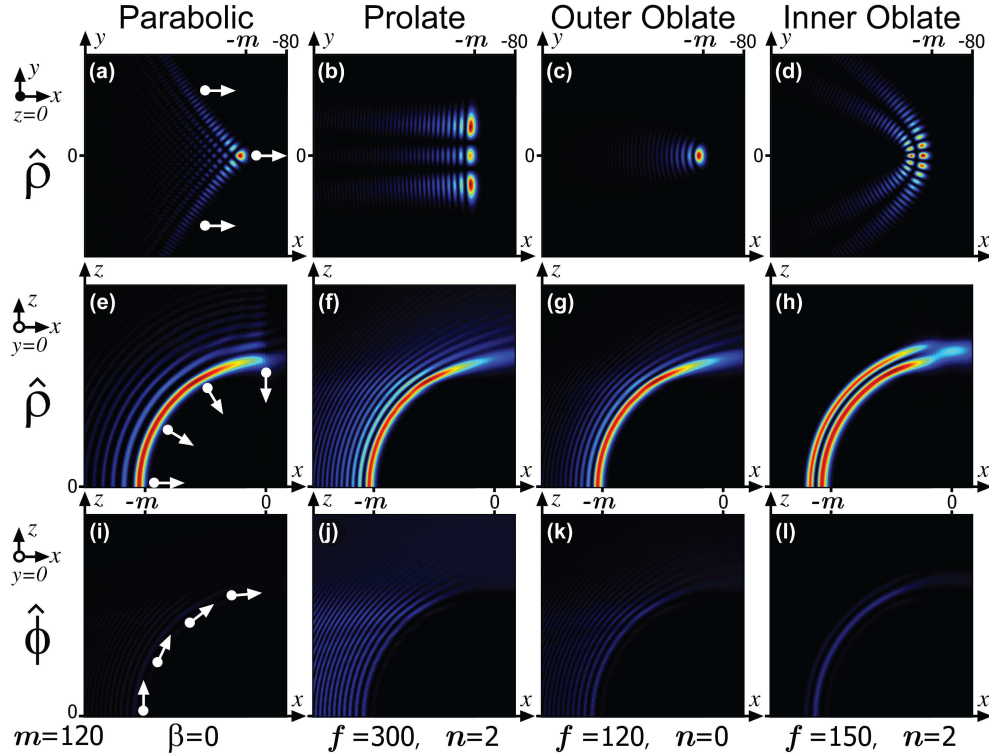 Parabolic Prolate Outer Oblate Inner Oblate
y -m -80 y -m -80 y -m -80 y -m -80
(a) (b) (c) (d)
y
x
z=0
0 0 0 0
ρ̂
x x x x
z z z z
(e) (f) (g) (h)
z
x
y=0
ρ̂
x x x x
0 -m 0 -m 0 -m 0 -m 0
z z z z
(i) (j) (k) (l)
z
x
y=0
ϕ̂
x x x x
0
m=120 β=0 f=300, n=2 f=120, n=0 f=150, n=2